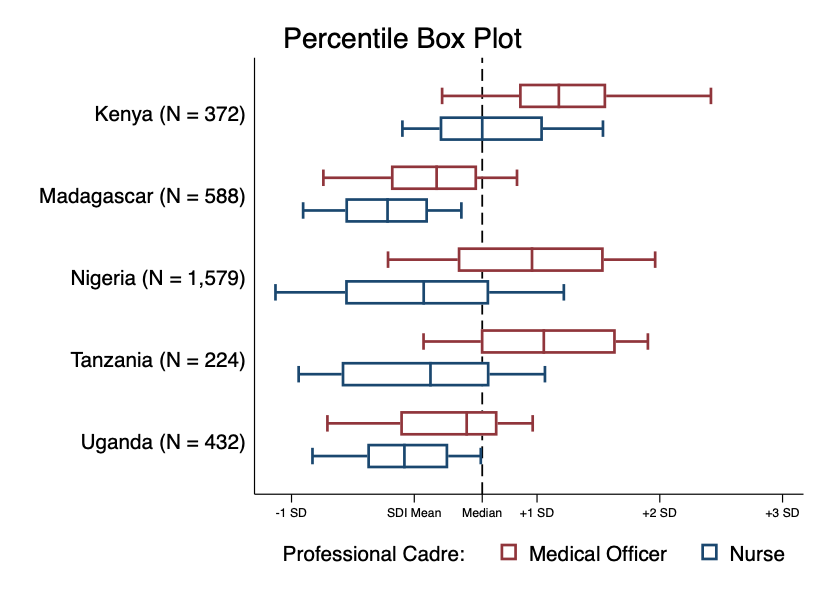 Percentile Box Plot
Kenya (N = 372)
Madagascar (N = 588)
Nigeria (N = 1,579)
Tanzania (N = 224)
Uganda (N = 432)
-1 SD SDI Mean Median +1 SD +2 SD +3 SD
Professional Cadre: Medical Officer Nurse